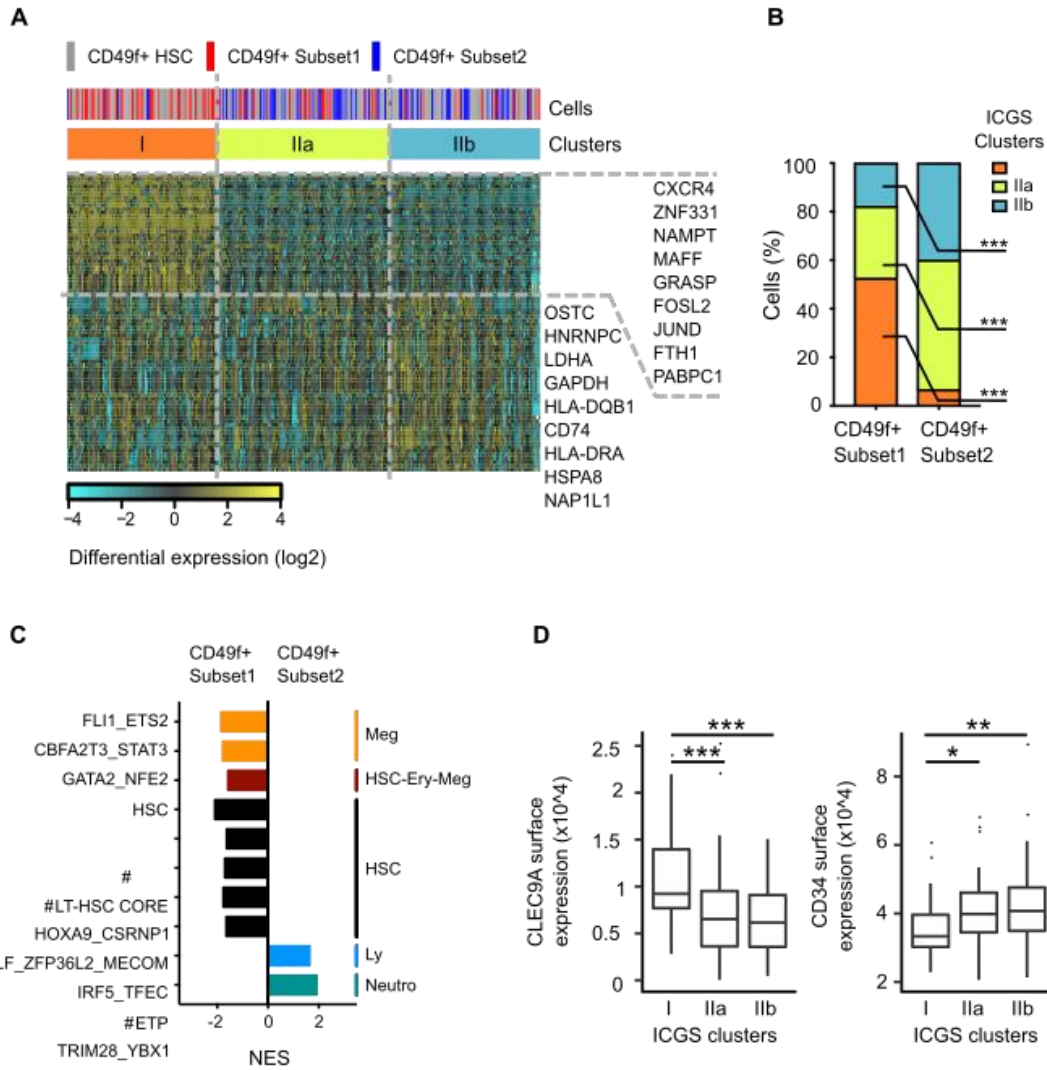 A
CD49f+ HSC CD49f+ Subset1 CD49f+ Subset2
Cells
I IIa IIb Clusters
CXCR4
ZNF331
NAMPT
MAFF
GRASP
FOSL2
JUND
FTH1
PABPC1
OSTC
HNRNPC
LDHA
GAPDH
HLA-DQB1
CD74
HLA-DRA
HSPA8
NAP1L1
−4 −2 0 2 4
Differential expression (log2)
B
ICGS
Clusters
I
IIa
IIb
100
80
60
40
20
0
Cells (%)
***
***
***
CD49f+
Subset1
CD49f+
Subset2
C
CD49f+
Subset1
CD49f+
Subset2
FLI1_ETS2
CBFA2T3_STAT3
GATA2_NFE2
HSC
#
#LT-HSC CORE
HOXA9_CSRNP1
LF_ZFP36L2_MECOM
IRF5_TFEC
#ETP
TRIM28_YBX1
Meg
HSC-Ery-Meg
HSC
Ly
Neutro
-2 0 2
NES
D
CLEC9A surface
expression (x10^4)
2.5
2
1.5
1
0.5
0
***
***
I IIa IIb
ICGS clusters
CD34 surface
expression (x10^4)
8
6
4
2
**
*
I IIa IIb
ICGS clusters